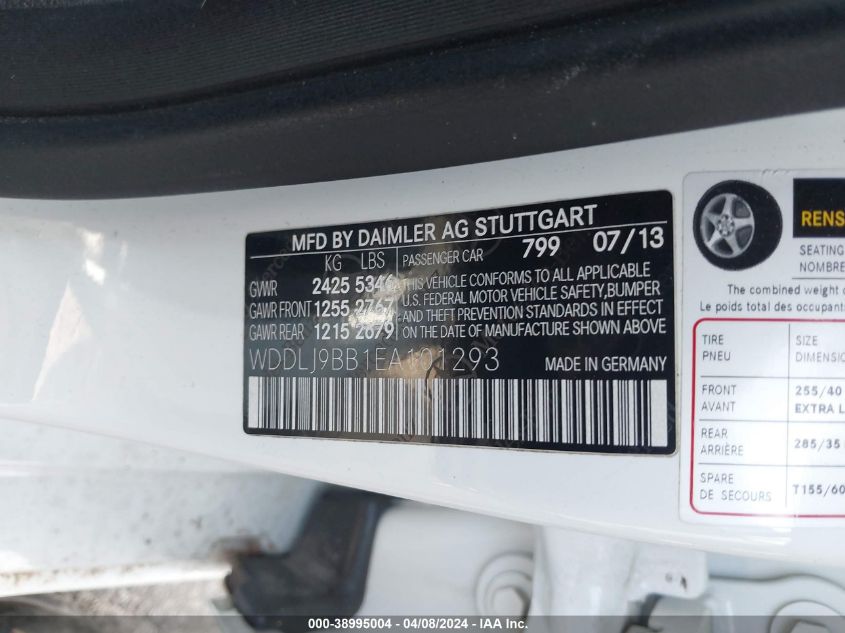 MFD BY DAIMLER AG STUTTGART
KG LBS PASSENGER CAR 799 07/13
GVWR 2425 5346
GAWR FRONT 1255 2767
GAWR REAR 1215 2679
THIS VEHICLE CONFORMS TO ALL APPLICABLE
U.S. FEDERAL MOTOR VEHICLE SAFETY,BUMPER
AND THEFT PREVENTION STANDARDS IN EFFECT
ON THE DATE OF MANUFACTURE SHOWN ABOVE
WDDLJ9BB1EA101293 MADE IN GERMANY
RENS
SEATING
NOMBRE
The combined weight
Le poids total des occupants
TIRE SIZE
PNEU DIMENSIO
FRONT 255/40
AVANT EXTRA L
REAR 285/35
ARRIÈRE
SPARE T155/60
DE SECOURS
000-38995004 - 04/08/2024 - IAAI.com